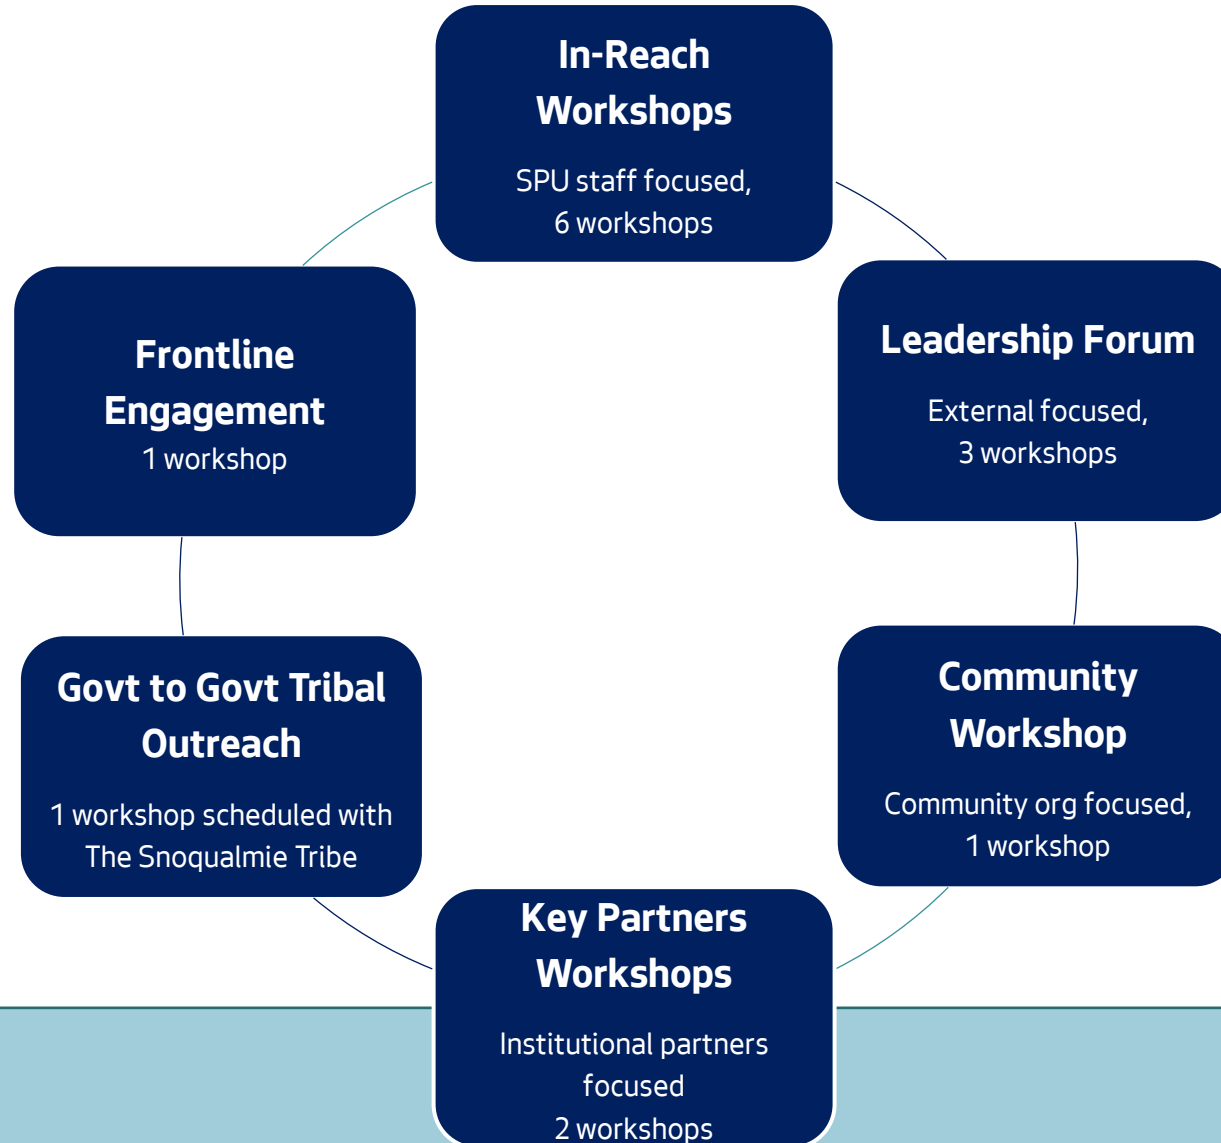 In-Reach
Workshops
SPU staff focused,
6 workshops
Leadership Forum
External focused,
3 workshops
Community
Workshop
Community org focused,
1 workshop
Key Partners
Workshops
Institutional partners
focused
2 workshops
Govt to Govt Tribal
Outreach
1 workshop scheduled with
The Snoqualmie Tribe
Frontline
Engagement
1 workshop